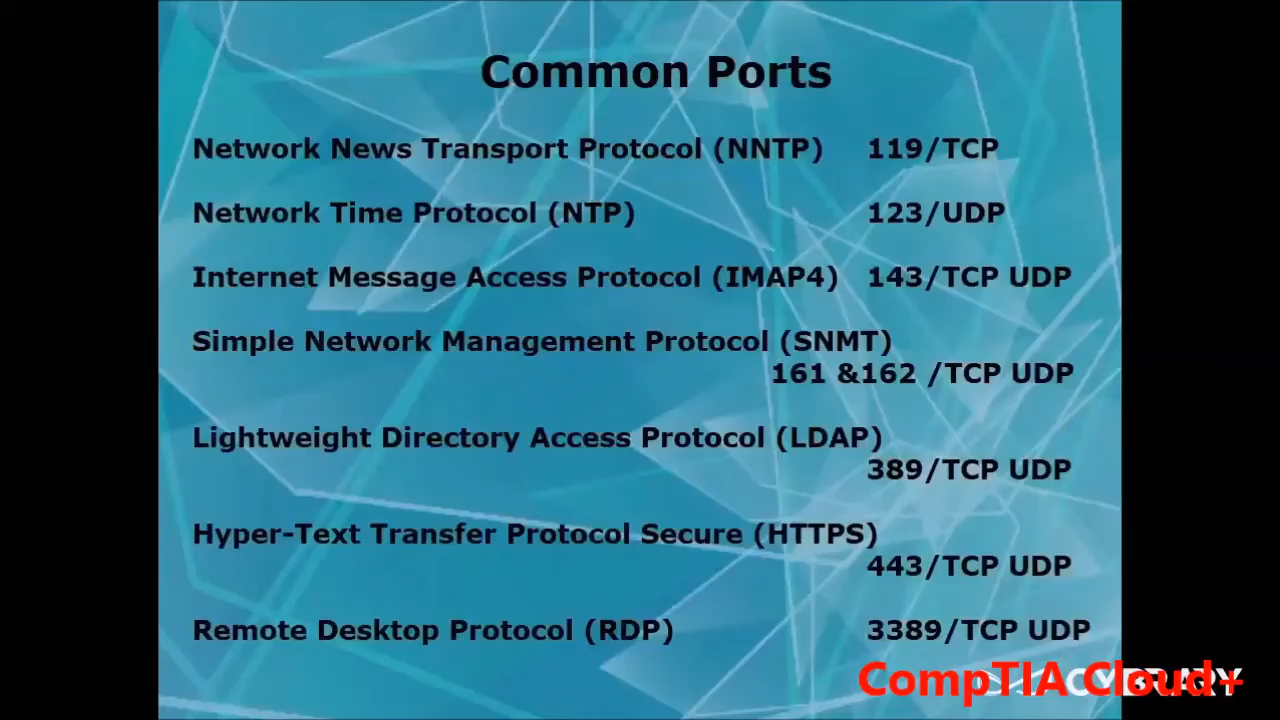 Common Ports
Network News Transport Protocol (NNTP) 119/TCP
Network Time Protocol (NTP) 123/UDP
Internet Message Access Protocol (IMAP4) 143/TCP UDP
Simple Network Management Protocol (SNMT)
161 &162 /TCP UDP
Lightweight Directory Access Protocol (LDAP)
389/TCP UDP
Hyper-Text Transfer Protocol Secure (HTTPS)
443/TCP UDP
Remote Desktop Protocol (RDP) 3389/TCP UDP
CompTIA Cloud+
CYBRARY